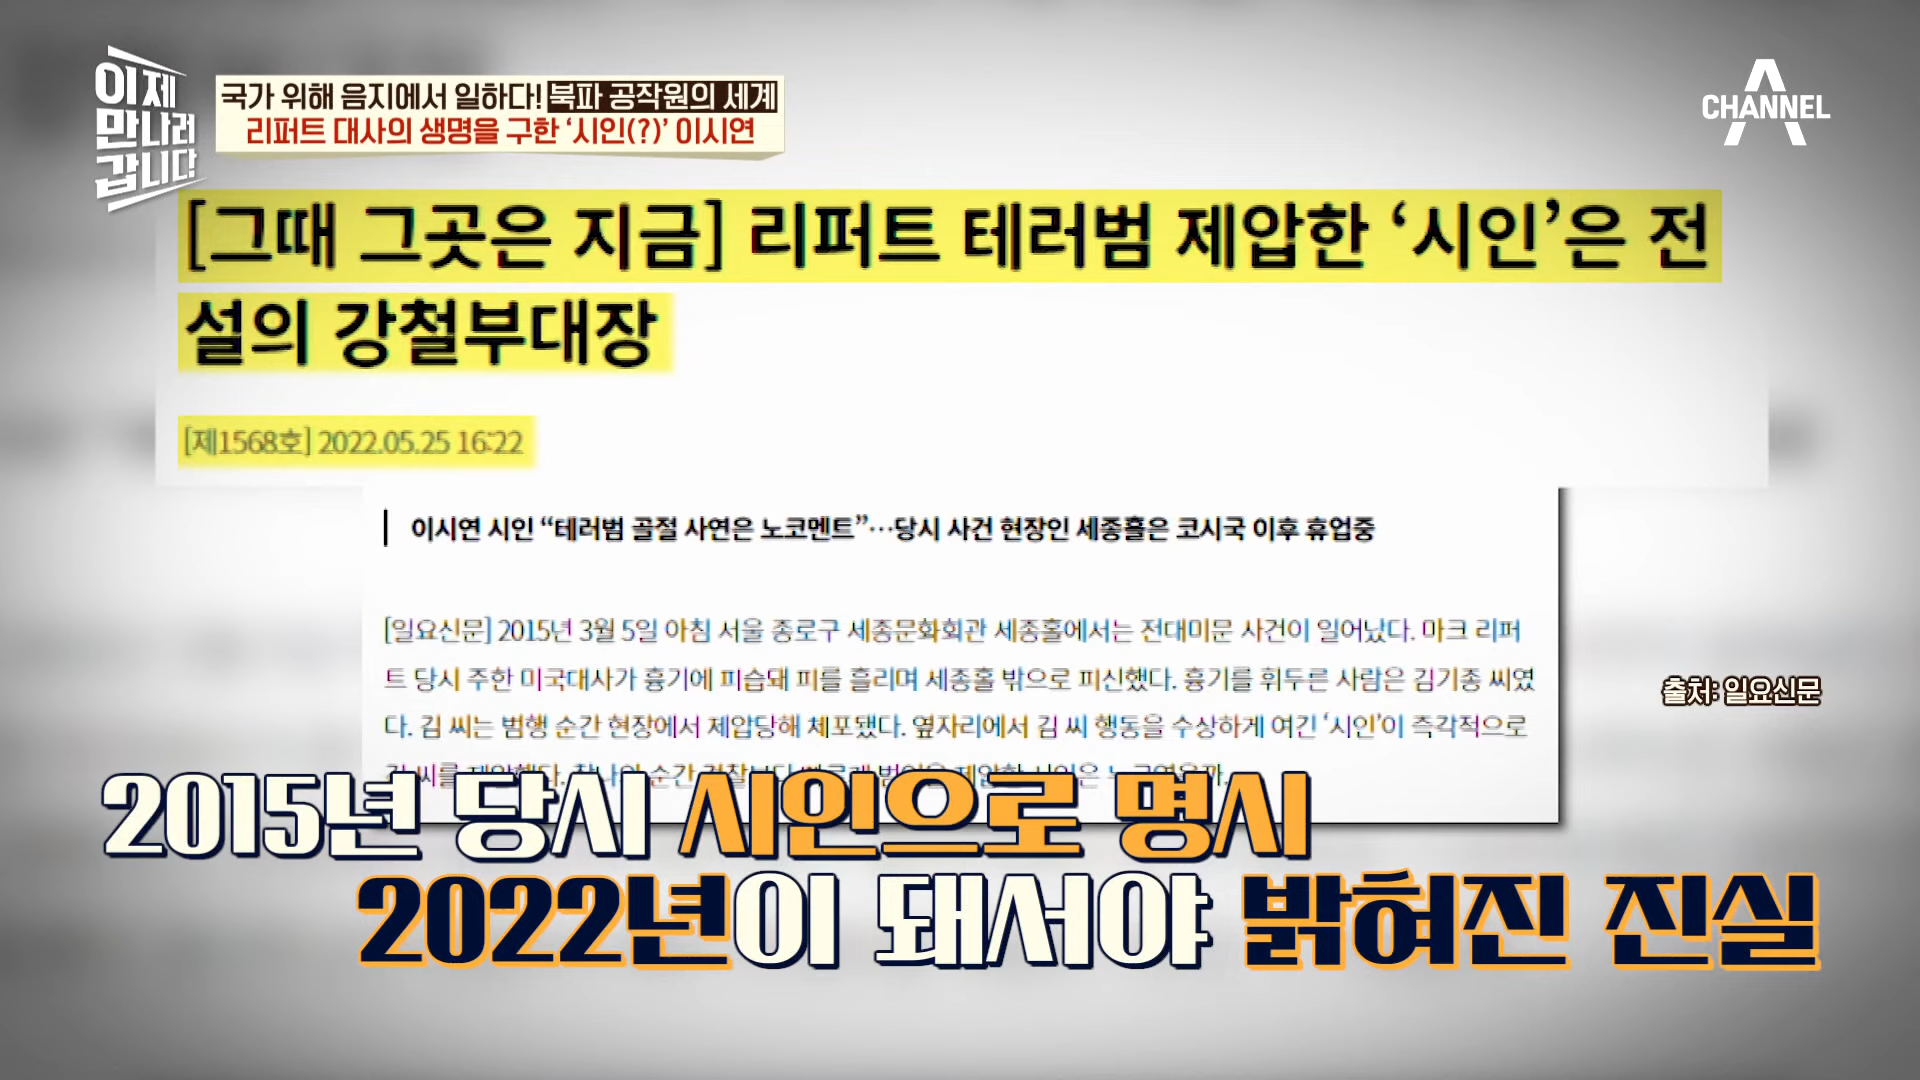 이제
만나러
갑니다
국가 위해 음지에서 일하다! 북파 공작원의 세계
리퍼트 대사의 생명을 구한 ‘시인(?)’ 이시연
CHANNEL A
[그때 그곳은 지금] 리퍼트 테러범 제압한 ‘시인’은 전
설의 강철부대장
[제1568호] 2022.05.25 16:22
이시연 시인 “테러범 골절 사연은 노코멘트”…당시 사건 현장인 세종홀은 코시국 이후 휴업중
[일요신문] 2015년 3월 5일 아침 서울 종로구 세종문화회관 세종홀에서는 전대미문 사건이 일어났다. 마크 리퍼
트 당시 주한 미국대사가 흉기에 피습돼 피를 흘리며 세종홀 밖으로 피신했다. 흉기를 휘두른 사람은 김기종 씨였
다. 김 씨는 범행 순간 현장에서 제압당해 체포됐다. 옆자리에서 김 씨 행동을 수상하게 여긴 ‘시인’이 즉각적으로
출처: 일요신문
2015년 당시 시인으로 명시
2022년이 돼서야 밝혀진 진실